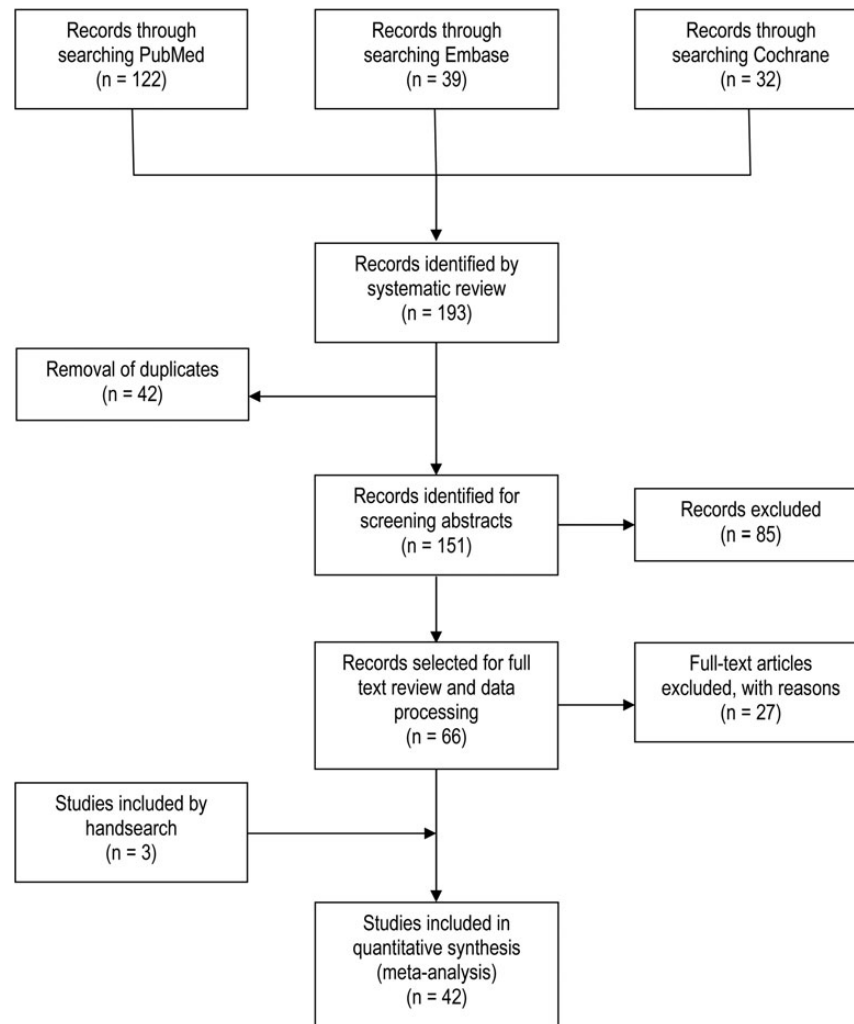 Records through
searching PubMed
(n = 122)
Records through
searching Embase
(n = 39)
Records through
searching Cochrane
(n = 32)
Records identified by
systematic review
(n = 193)
Removal of duplicates
(n = 42)
Records identified for
screening abstracts
(n = 151)
Records excluded
(n = 85)
Records selected for full
text review and data
processing
(n = 66)
Full-text articles
excluded, with reasons
(n = 27)
Studies included by
handsearch
(n = 3)
Studies included in
quantitative synthesis
(meta-analysis)
(n = 42)